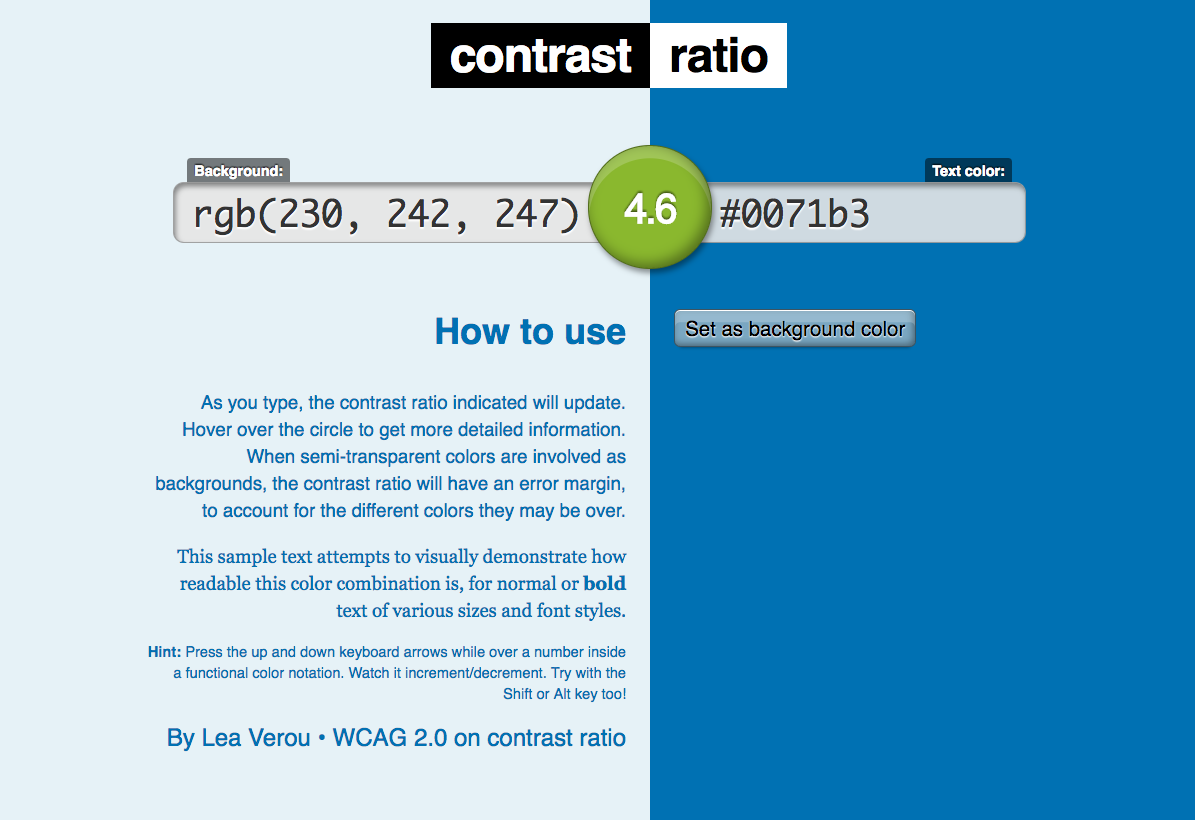 contrast ratio
Background:
Text color:
rgb(230, 242, 247) 4.6 #0071b3
How to use
Set as background color
As you type, the contrast ratio indicated will update.
Hover over the circle to get more detailed information.
When semi-transparent colors are involved as
backgrounds, the contrast ratio will have an error margin,
to account for the different colors they may be over.
This sample text attempts to visually demonstrate how
readable this color combination is, for normal or bold
text of various sizes and font styles.
Hint: Press the up and down keyboard arrows while over a number inside
a functional color notation. Watch it increment/decrement. Try with the
Shift or Alt key too!
By Lea Verou • WCAG 2.0 on contrast ratio